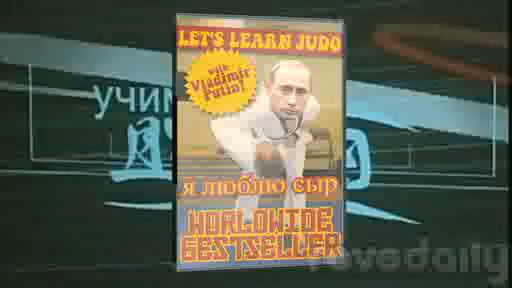 LET'S LEARN JUDO
with
Vladimir
Putin!
УЧИМ
я люблю сыр
WORLDWIDE
BESTSELLER